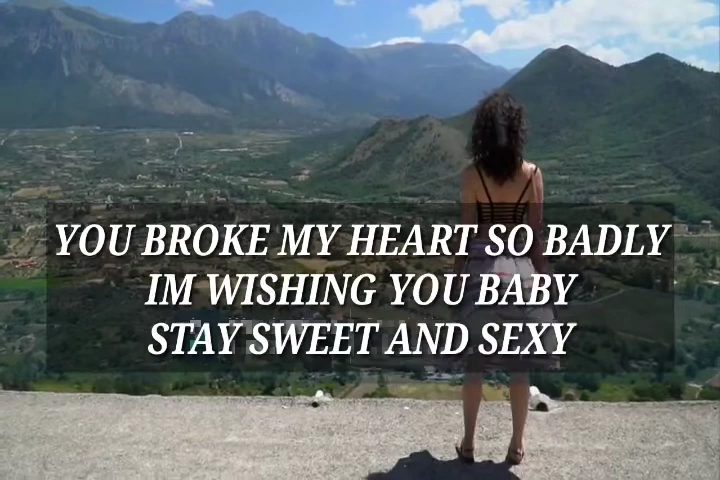 YOU BROKE MY HEART SO BADLY
IM WISHING YOU BABY
STAY SWEET AND SEXY